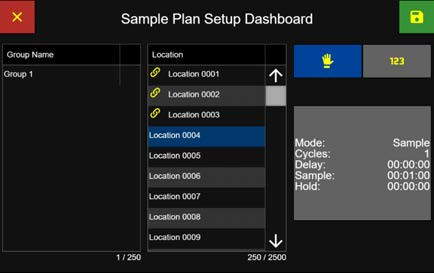 Sample Plan Setup Dashboard
Group Name
Group 1
1 / 250
Location
Location 0001
Location 0002
Location 0003
Location 0004
Location 0005
Location 0006
Location 0007
Location 0008
Location 0009
250 / 2500
123
Mode: Sample
Cycles: 1
Delay: 00:00:00
Sample: 00:01:00
Hold: 00:00:00